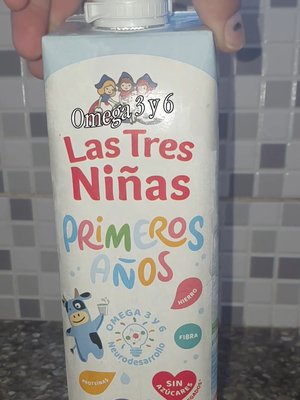 Omega 3 y 6
Las Tres
Niñas
PRIMEROS
AÑOS
HIERRO
OMEGA 3 Y 6
Neurodesarrollo
FIBRA
PROTEÍNAS
SIN
AZÚCARES